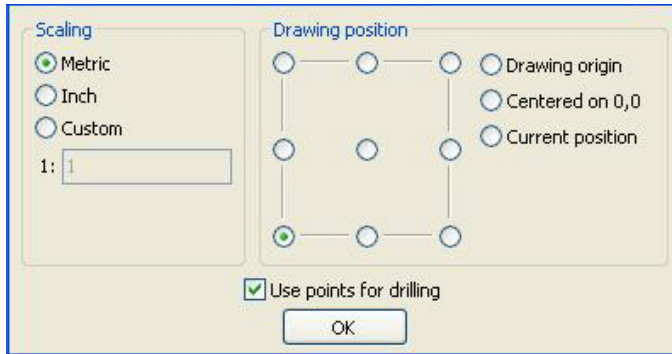 Scaling
Metric
Inch
Custom
1: 1
Drawing position
Drawing origin
Centered on 0,0
Current position
Use points for drilling
OK